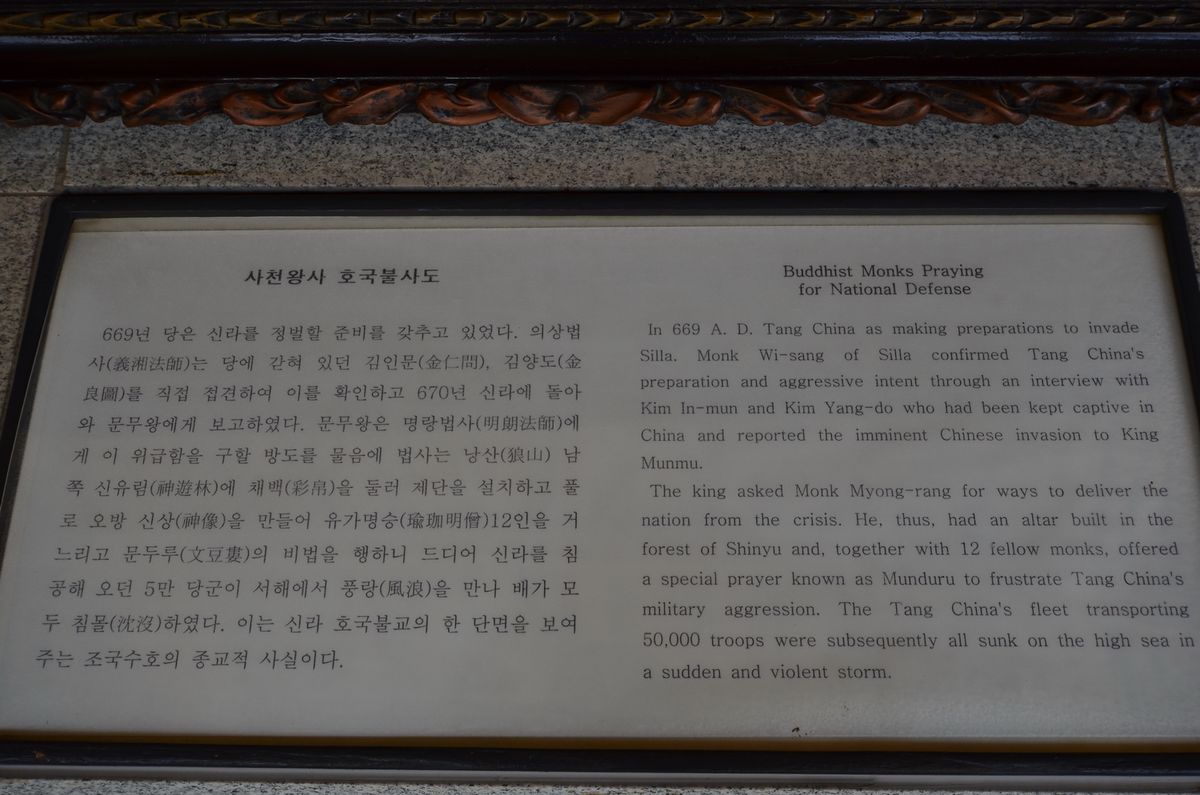 사천왕사 호국불사도
669년 당은 신라를 정벌할 준비를 갖추고 있었다. 의상법
사(義湘法師)는 당에 갇혀 있던 김인문(金仁問), 김양도(金
良圖)를 직접 접견하여 이를 확인하고 670년 신라에 돌아
와 문무왕에게 보고하였다. 문무왕은 명랑법사(明朗法師)에
게 이 위급함을 구할 방도를 물음에 법사는 낭산(狼山) 남
쪽 신유림(神遊林)에 채백(彩帛)을 둘러 제단을 설치하고 풀
로 오방 신상(神像)을 만들어 유가명승(瑜珈明僧)12인을 거
느리고 문두루(文豆婁)의 비법을 행하니 드디어 신라를 침
공해 오던 5만 당군이 서해에서 풍랑(風浪)을 만나 배가 모
두 침몰(沈沒)하였다. 이는 신라 호국불교의 한 단면을 보여
주는 조국수호의 종교적 사실이다.
Buddhist Monks Praying
for National Defense
In 669 A. D. Tang China as making preparations to invade
Silla. Monk Wi-sang of Silla confirmed Tang China's
preparation and aggressive intent through an interview with
Kim In-mun and Kim Yang-do who had been kept captive in
China and reported the imminent Chinese invasion to King
Munmu.
The king asked Monk Myong-rang for ways to deliver the
nation from the crisis. He, thus, had an altar built in the
forest of Shinyu and, together with 12 fellow monks, offered
a special prayer known as Munduru to frustrate Tang China's
military aggression. The Tang China's fleet transporting
50,000 troops were subsequently all sunk on the high sea in
a sudden and violent storm.